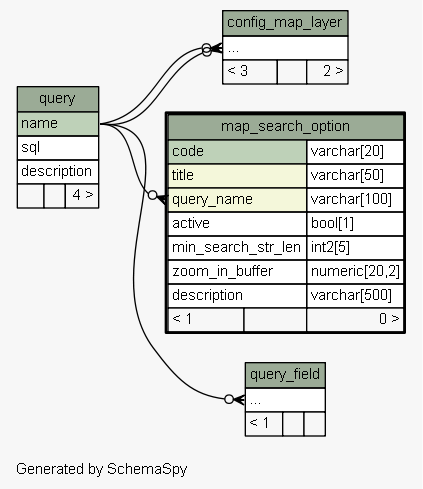 config_map_layer
...
< 3 2 >
query
name
sql
description
4 >
map_search_option
code varchar[20]
title varchar[50]
query_name varchar[100]
active bool[1]
min_search_str_len int2[5]
zoom_in_buffer numeric[20,2]
description varchar[500]
< 1 0 >
query_field
...
< 1
Generated by SchemaSpy